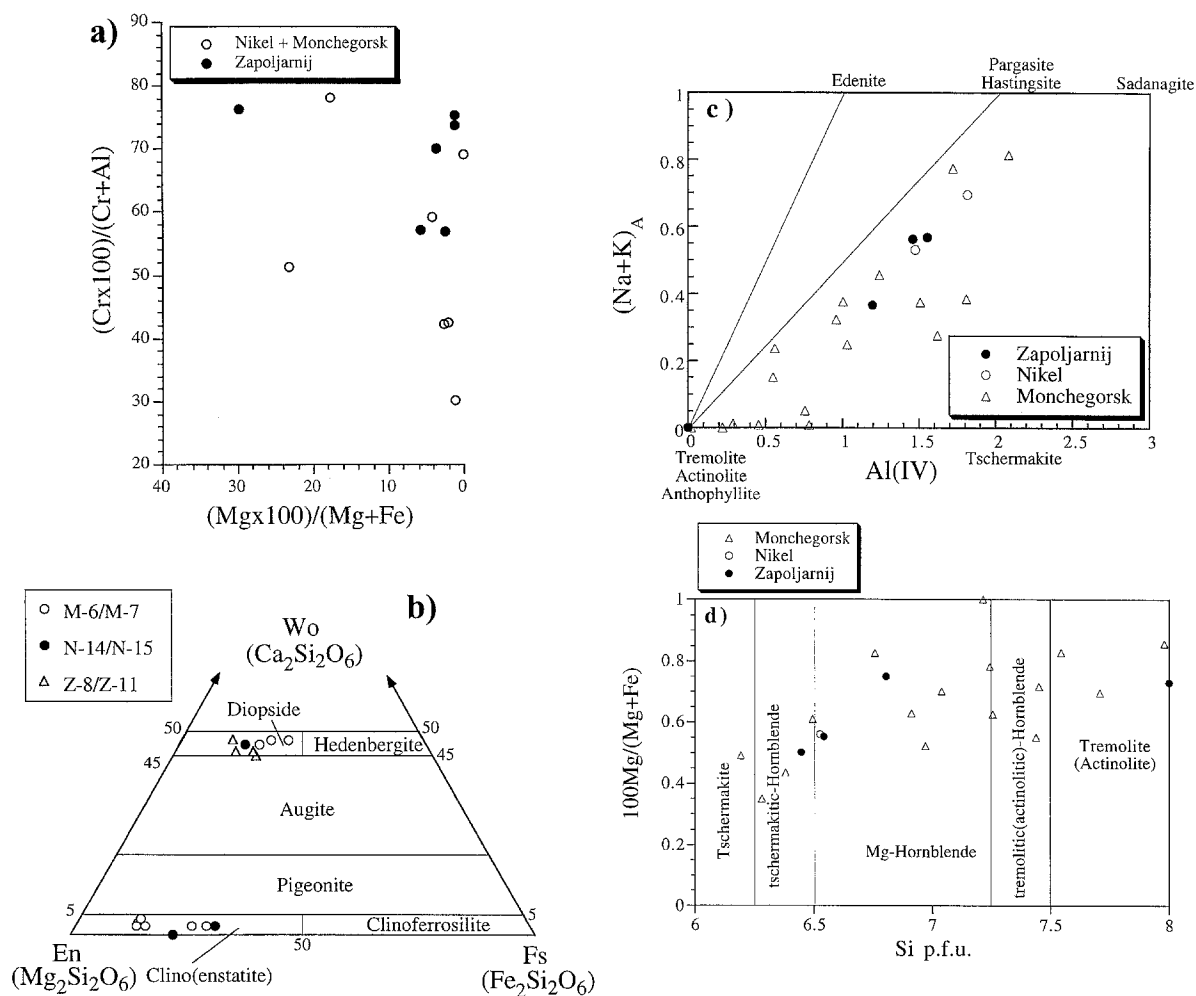 a)
Nikel + Monchegorsk
Zapoljarnij
90
80
70
60
50
40
30
20
(Crx100)/(Cr+Al)
40
30
20
10
0
(Mgx100)/(Mg+Fe)
c)
Edenite
Pargasite
Hastingsite
Sadanagite
1
0.8
0.6
0.4
0.2
0
(Na+K)A
Zapoljarnij
Nikel
Monchegorsk
0
0.5
1
1.5
2
2.5
3
Tremolite
Actinolite
Anthophyllite
Al(IV)
Tschermakite
b)
M-6/M-7
N-14/N-15
Z-8/Z-11
Wo
(Ca2Si2O6)
50
Diopside
50
45
Hedenbergite
45
Augite
Pigeonite
5
Clinoferrosilite
5
En
(Mg2Si2O6)
Clino(enstatite)
50
Fs
(Fe2Si2O6)
Monchegorsk
Nikel
Zapoljarnij
d)
1
0.8
0.6
0.4
0.2
0
100Mg/(Mg+Fe)
Tschermakite
tschermakitic-Hornblende
Mg-Hornblende
tremolitic(actinolitic)-Hornblende
Tremolite
(Actinolite)
6
6.5
7
7.5
8
Si p.f.u.